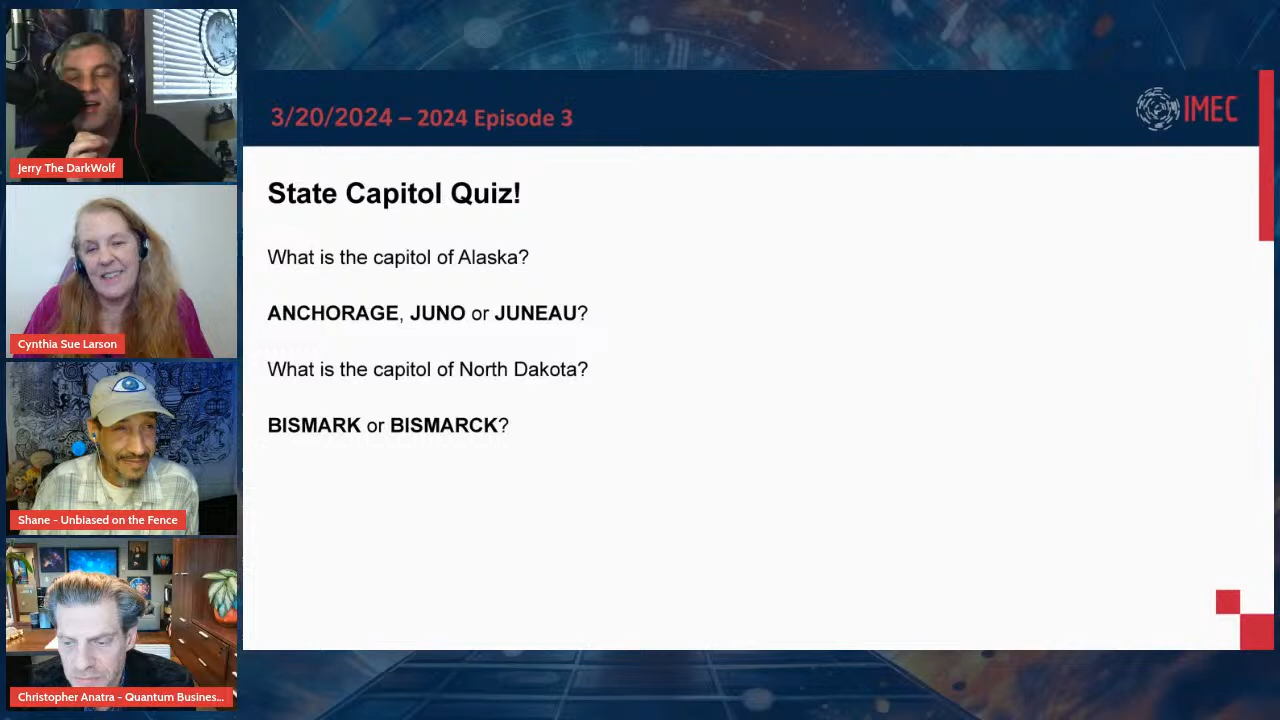 Jerry The DarkWolf
Cynthia Sue Larson
Shane - Unbiased on the Fence
Christopher Anatra - Quantum Busines...
3/20/2024 – 2024 Episode 3
IMEC
State Capitol Quiz!
What is the capitol of Alaska?
ANCHORAGE, JUNO or JUNEAU?
What is the capitol of North Dakota?
BISMARK or BISMARCK?